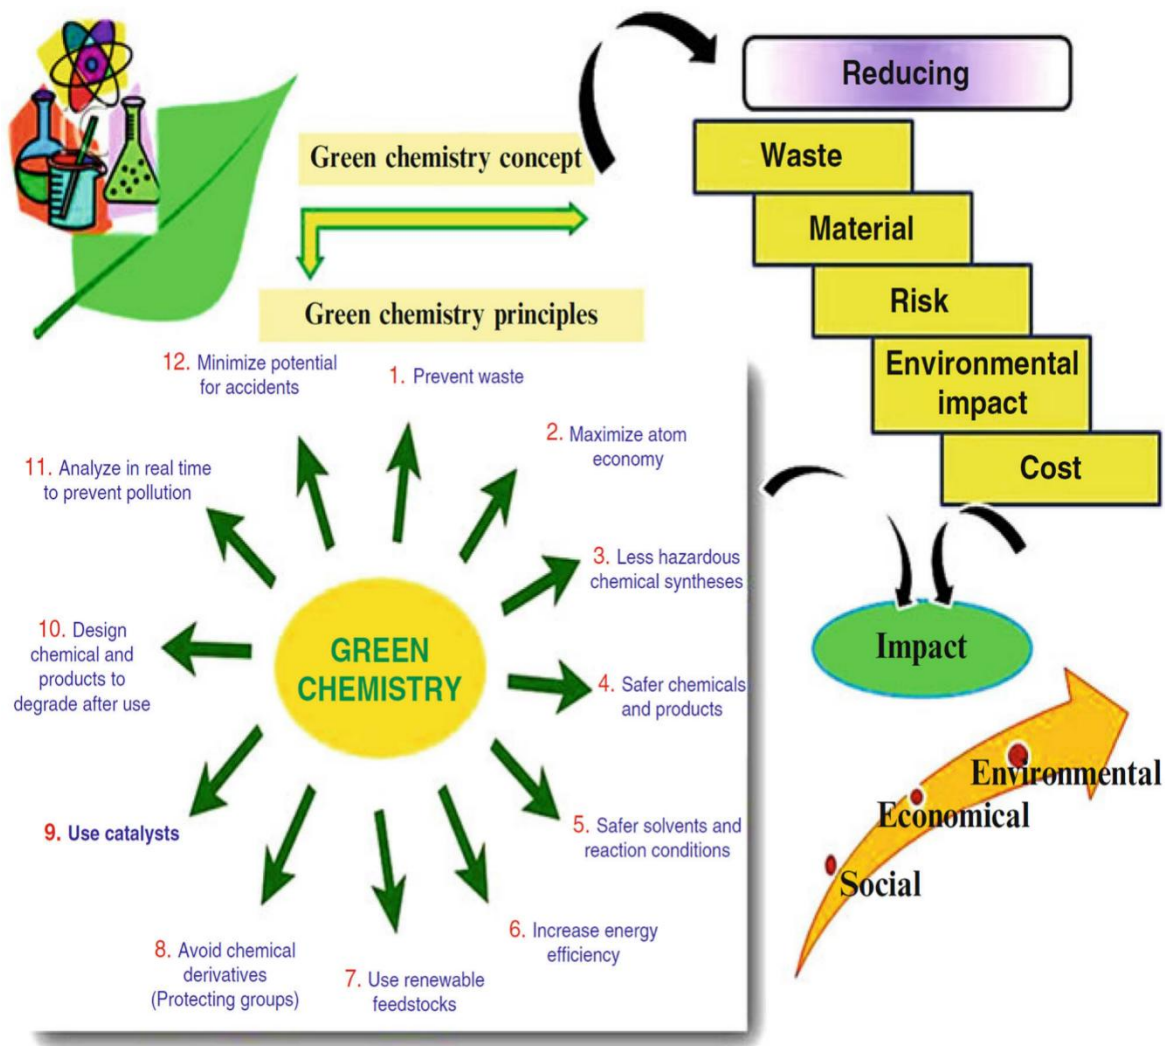 Reducing
Green chemistry concept
Waste
Material
Risk
Environmental
impact
Cost
Green chemistry principles
1. Prevent waste
2. Maximize atom
economy
3. Less hazardous
chemical syntheses
4. Safer chemicals
and products
5. Safer solvents and
reaction conditions
6. Increase energy
efficiency
7. Use renewable
feedstocks
8. Avoid chemical
derivatives
(Protecting groups)
9. Use catalysts
10. Design
chemical and
products to
degrade after use
11. Analyze in real time
to prevent pollution
12. Minimize potential
for accidents
GREEN
CHEMISTRY
Impact
Environmental
Economical
Social